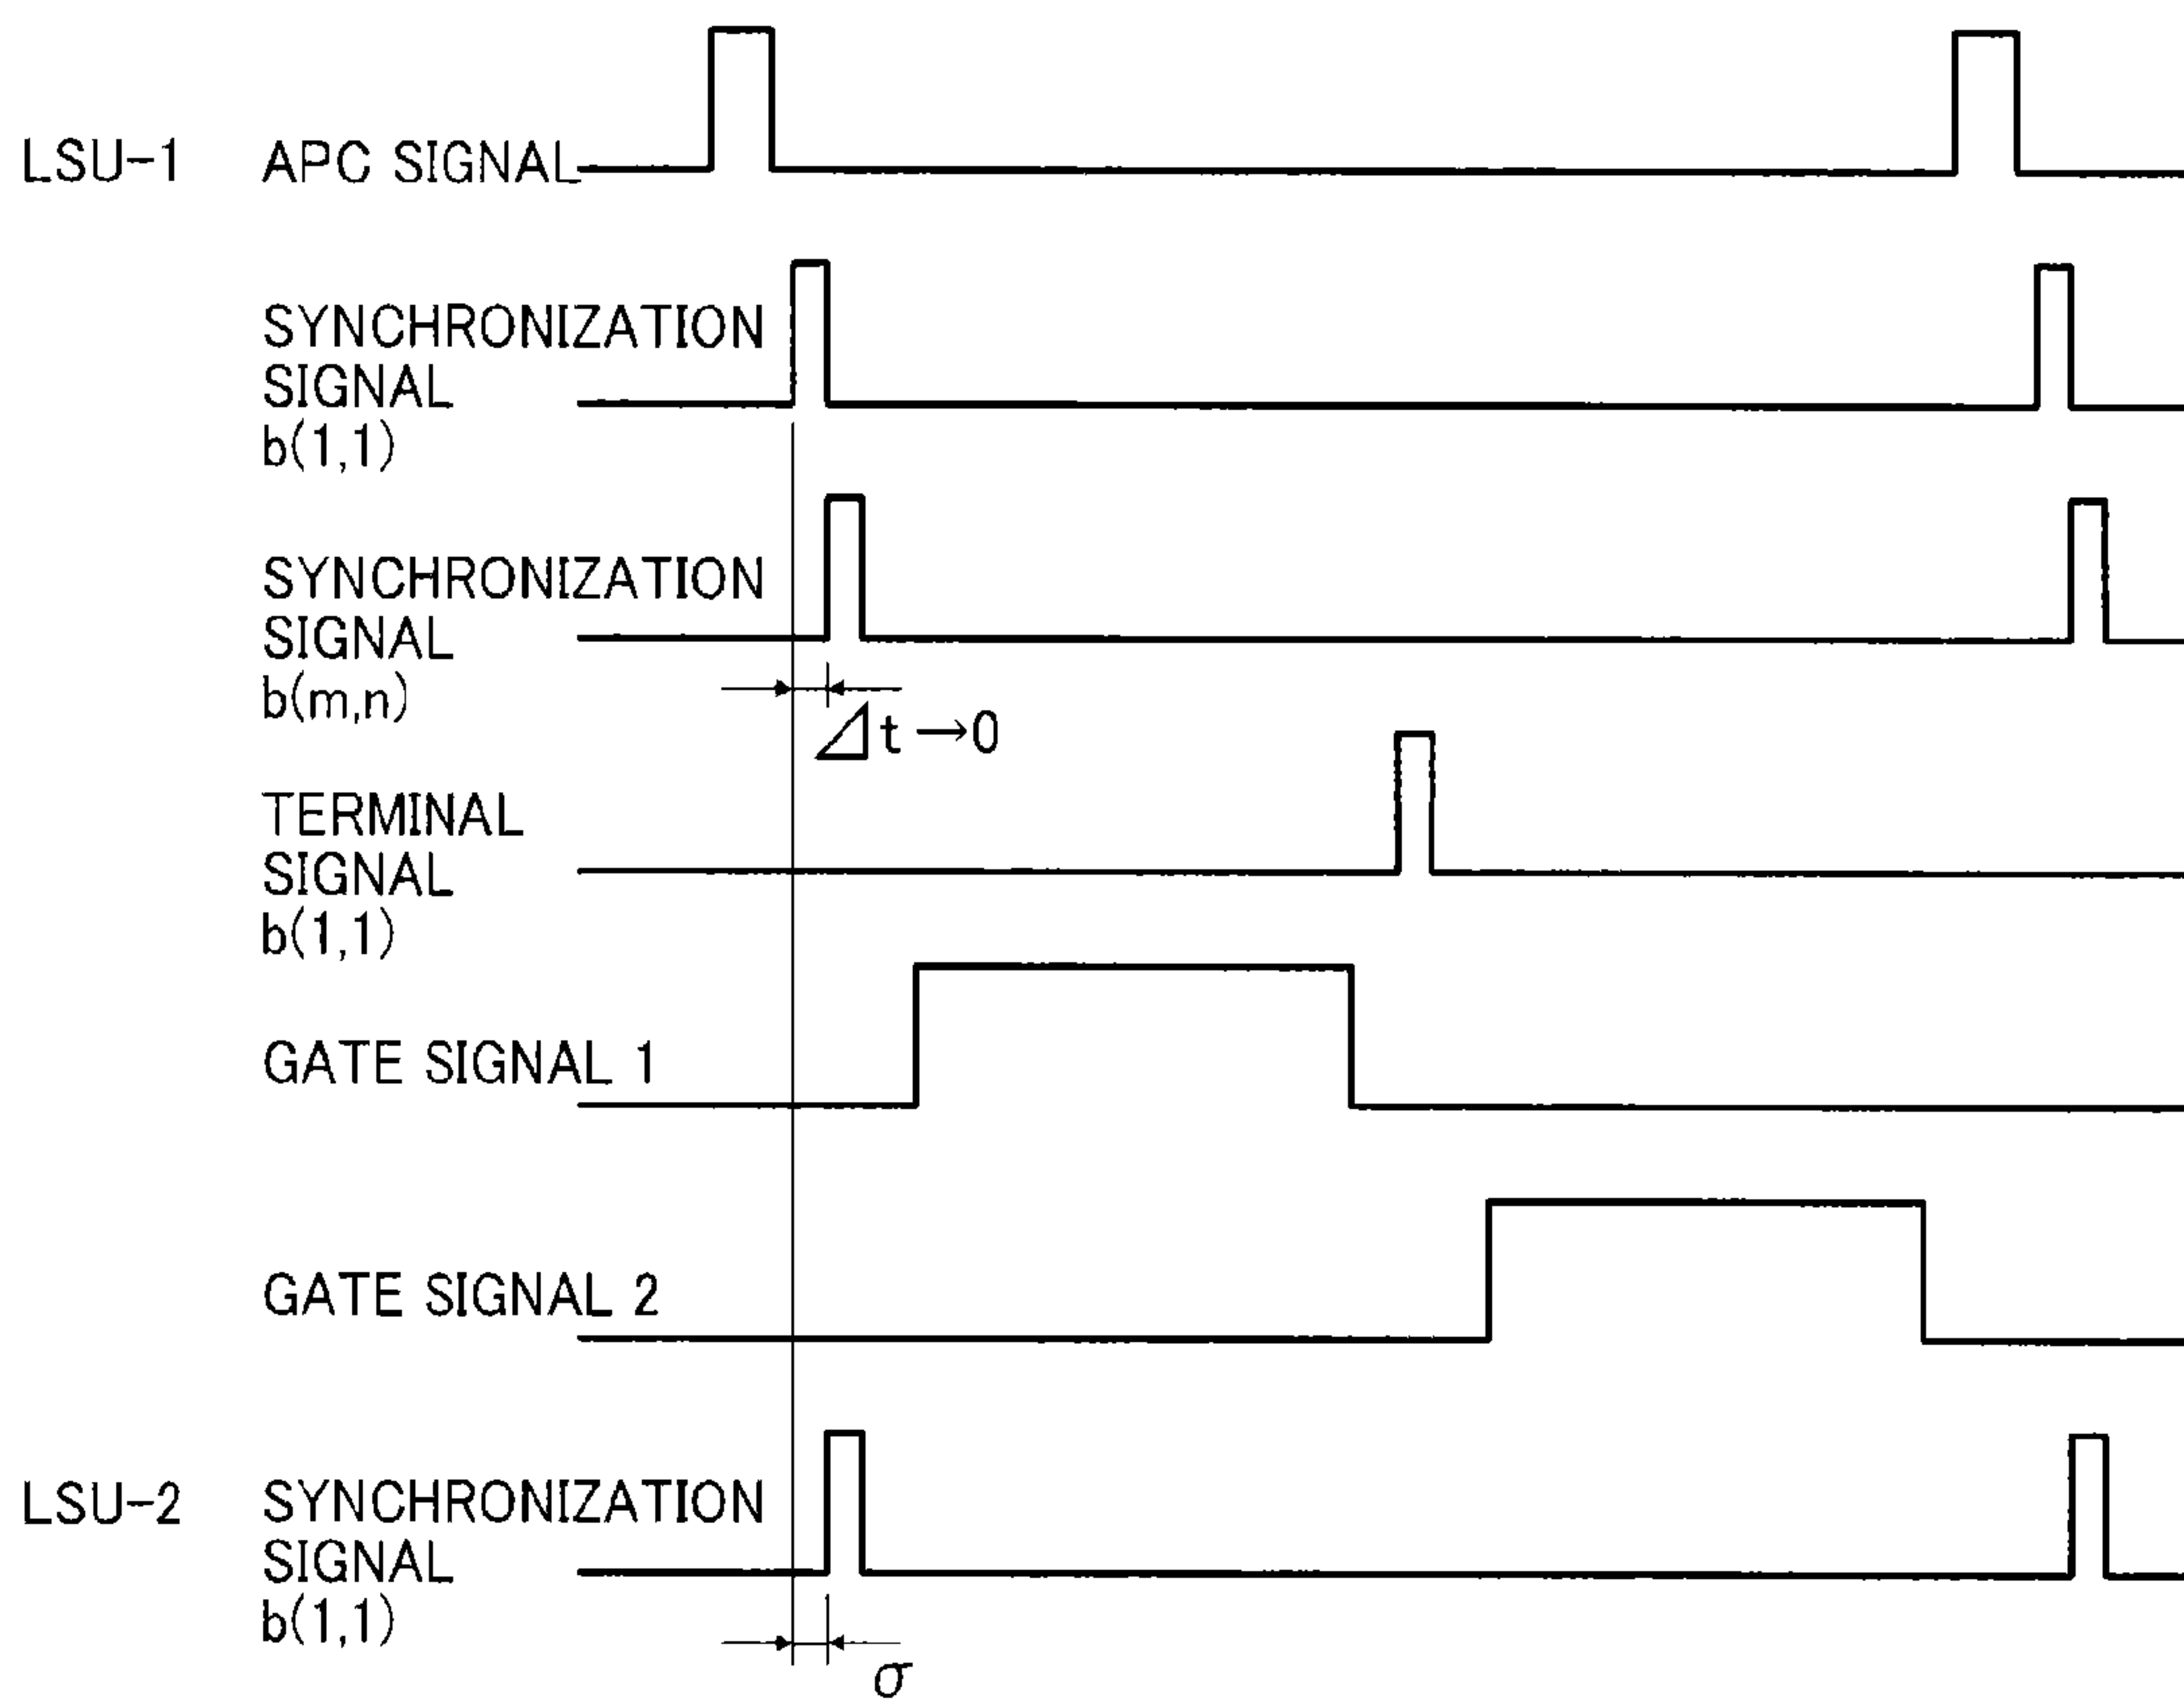 LSU-1 APC SIGNAL
SYNCHRONIZATION
SIGNAL
b(1,1)
SYNCHRONIZATION
SIGNAL
b(m,n)
⊿t→0
TERMINAL
SIGNAL
b(1,1)
GATE SIGNAL 1
GATE SIGNAL 2
LSU-2 SYNCHRONIZATION
SIGNAL
b(1,1)
σ